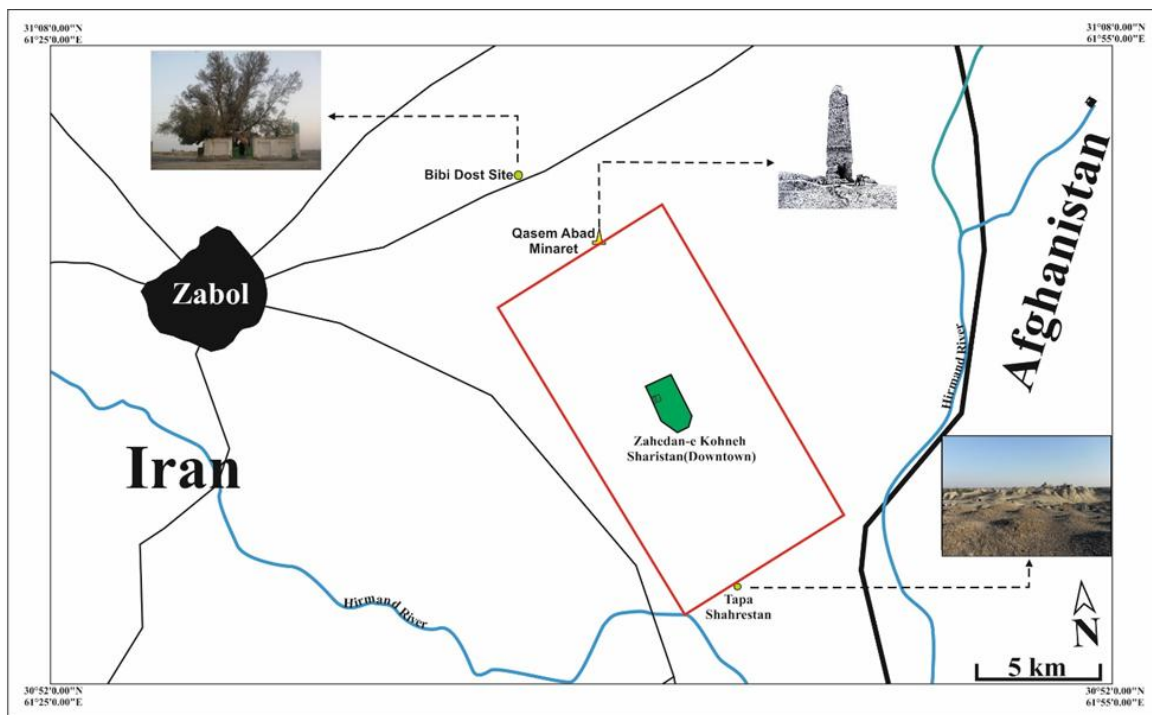 31°08'0.00"N
61°25'0.00"E
31°08'0.00"N
61°55'0.00"E
Bibi Dost Site
Qasem Abad
Minaret
Zabol
Afghanistan
Hirmand River
Zahedan-e Kohneh
Sharistan(Downtown)
Iran
Hirmand River
Tapa
Shahrestan
N
5 km
30°52'0.00"N
61°25'0.00"E
30°52'0.00"N
61°55'0.00"E